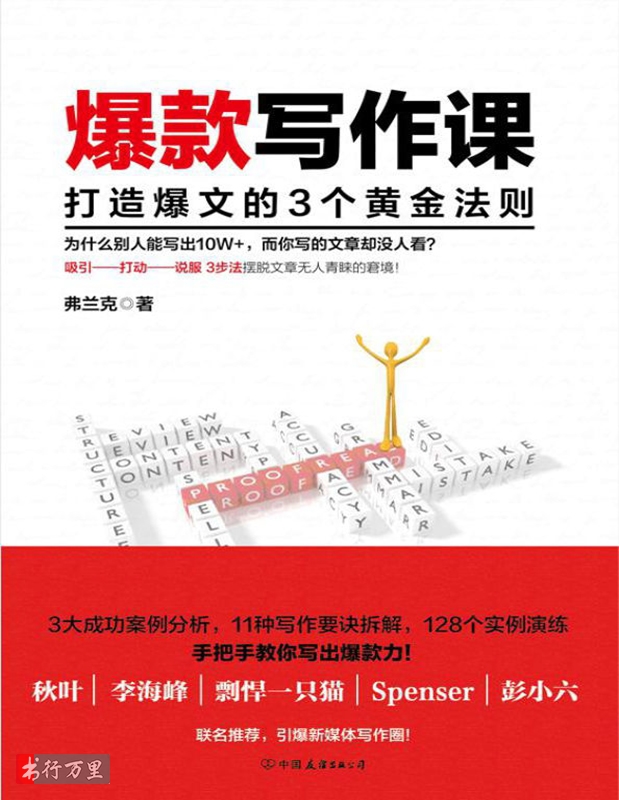 爆款写作课
打造爆文的3个黄金法则
为什么别人能写出10W+，而你写的文章却没人看？
吸引——打动——说服 3步法摆脱文章无人青睐的窘境！
弗兰克◎著
STRUCTURE
REVIEW
CONTENT
SPELL
ACCURACY
PROOFREAD
GRAMMAR
EDIT
MISTAKE
3大成功案例分析，11种写作要诀拆解，128个实例演练
手把手教你写出爆款力！
秋叶｜李海峰｜剽悍一只猫｜Spenser｜彭小六
联名推荐，引爆新媒体写作圈！
中国友谊出版公司
书行万里